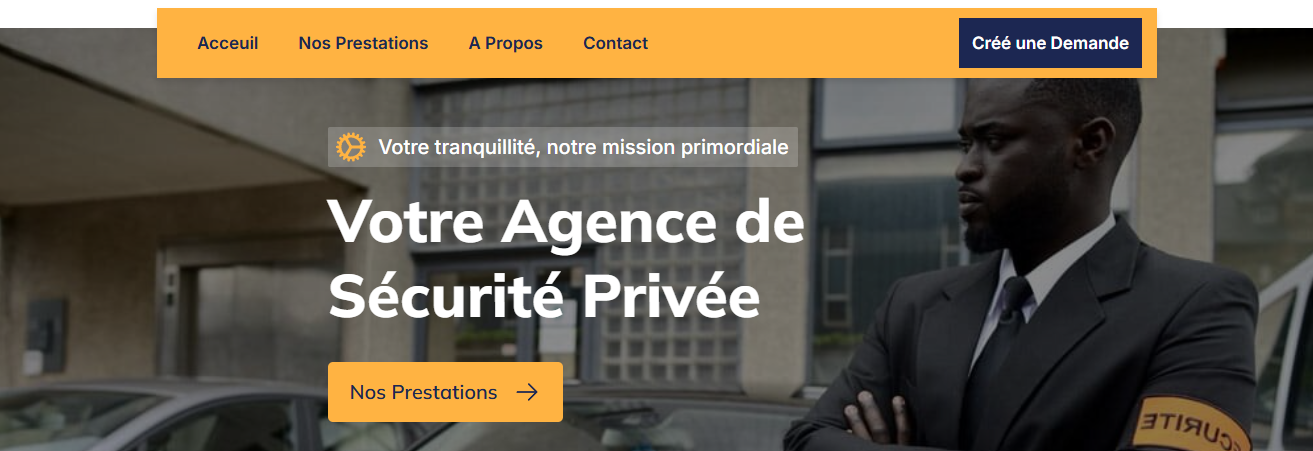 Acceuil Nos Prestations A Propos Contact Créé une Demande
Votre tranquillité, notre mission primordiale
Votre Agence de
Sécurité Privée
Nos Prestations
SECURITE